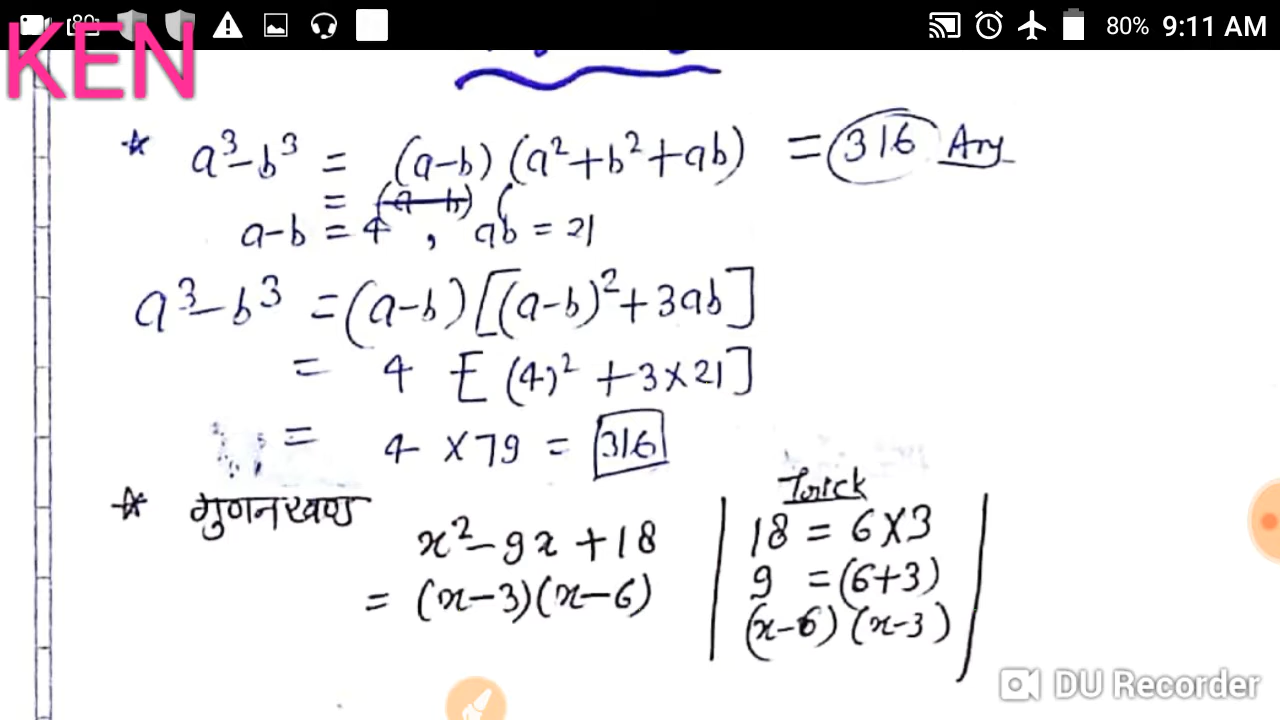 80% 9:11 AM
KEN
* a³-b³ = (a-b) (a²+b²+ab) = 316 Ans
= (a-b) (
a-b = 4, ab = 21
a³-b³ = (a-b) [(a-b)²+3ab]
= 4 [(4)² +3×21]
= 4 ×79 = 316
* गुणनखण्ड
x²-9x+18
= (x-3)(x-6)
Trick
18 = 6×3
9 = (6+3)
(x-6) (x-3)
DU Recorder